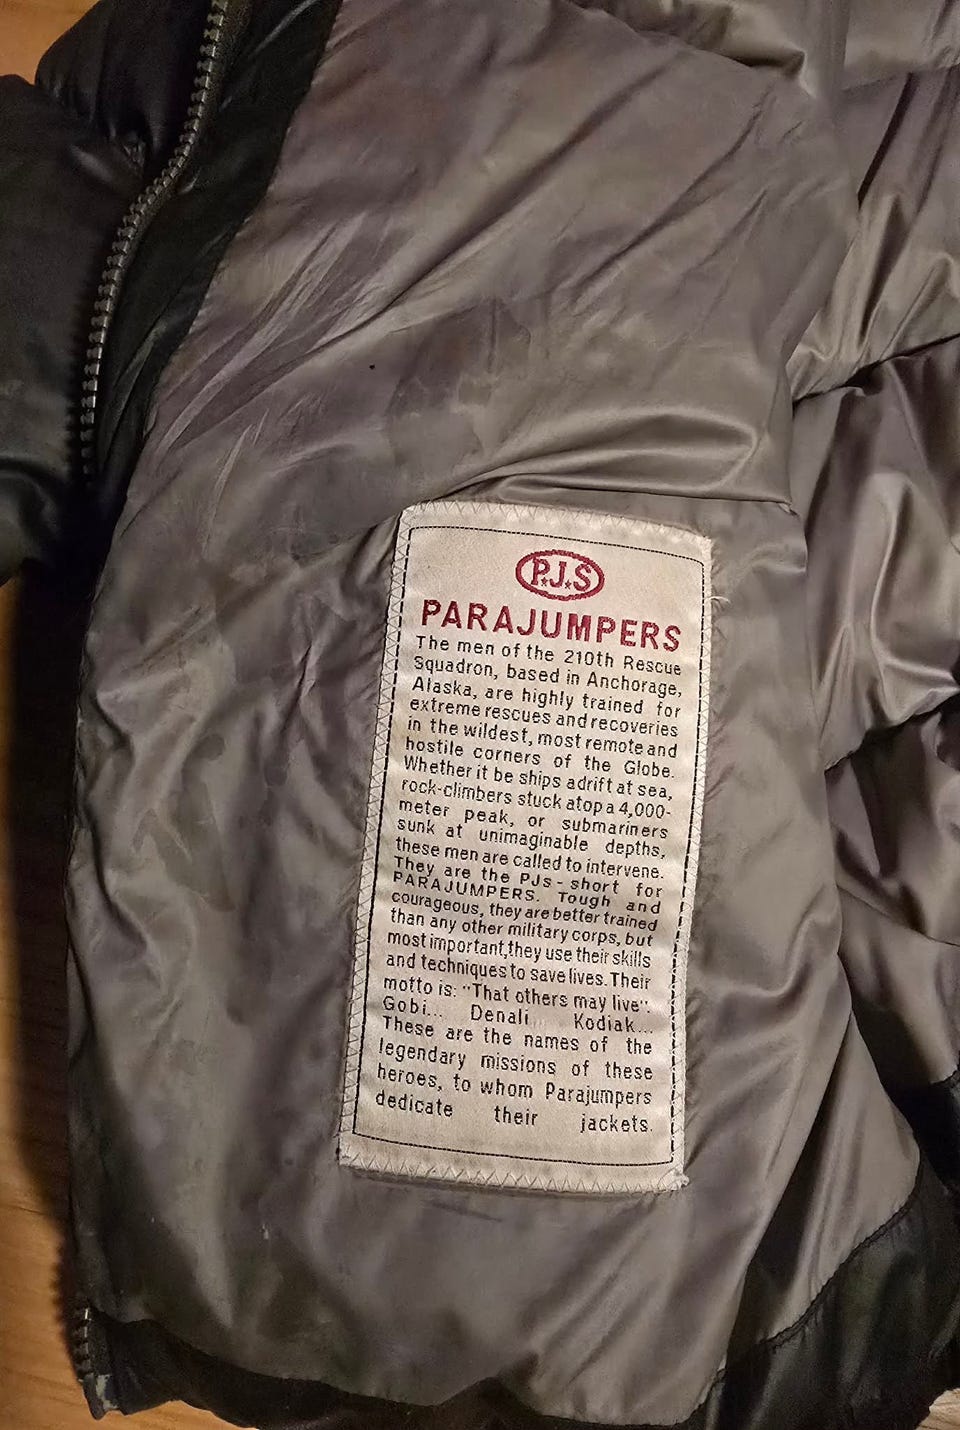 P.J.S
PARAJUMPERS
The men of the 210th Rescue
Squadron, based in Anchorage,
Alaska, are highly trained for
extreme rescues and recoveries
in the wildest, most remote and
hostile corners of the Globe.
Whether it be ships adrift at sea,
rock-climbers stuck atop a 4,000-
meter peak, or submariners
sunk at unimaginable depths,
these men are called to intervene.
They are the PJs - short for
PARAJUMPERS. Tough and
courageous, they are better trained
than any other military corps, but
most important,they use their skills
and techniques to save lives. Their
motto is: "That others may live".
Gobi... Denali Kodiak...
These are the names of the
legendary missions of these
heroes, to whom Parajumpers
dedicate their jackets.